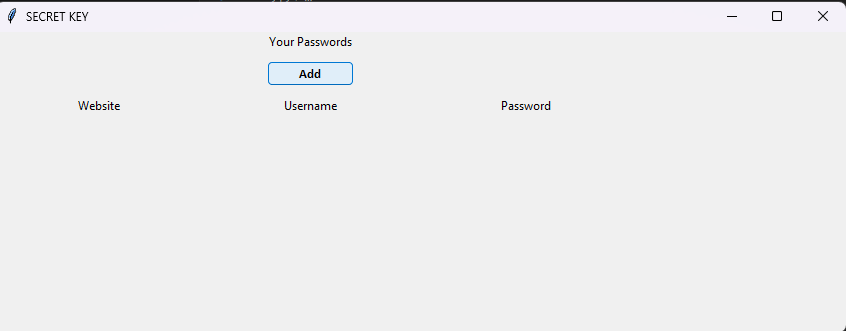 SECRET KEY
Your Passwords
Add
Website Username Password